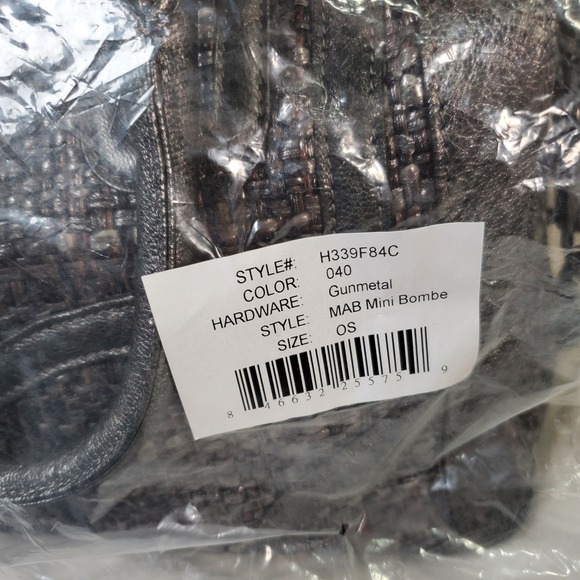 STYLE#: H339F84C
COLOR: 040
HARDWARE: Gunmetal
STYLE: MAB Mini Bombe
SIZE: OS
8 46632 25575 9